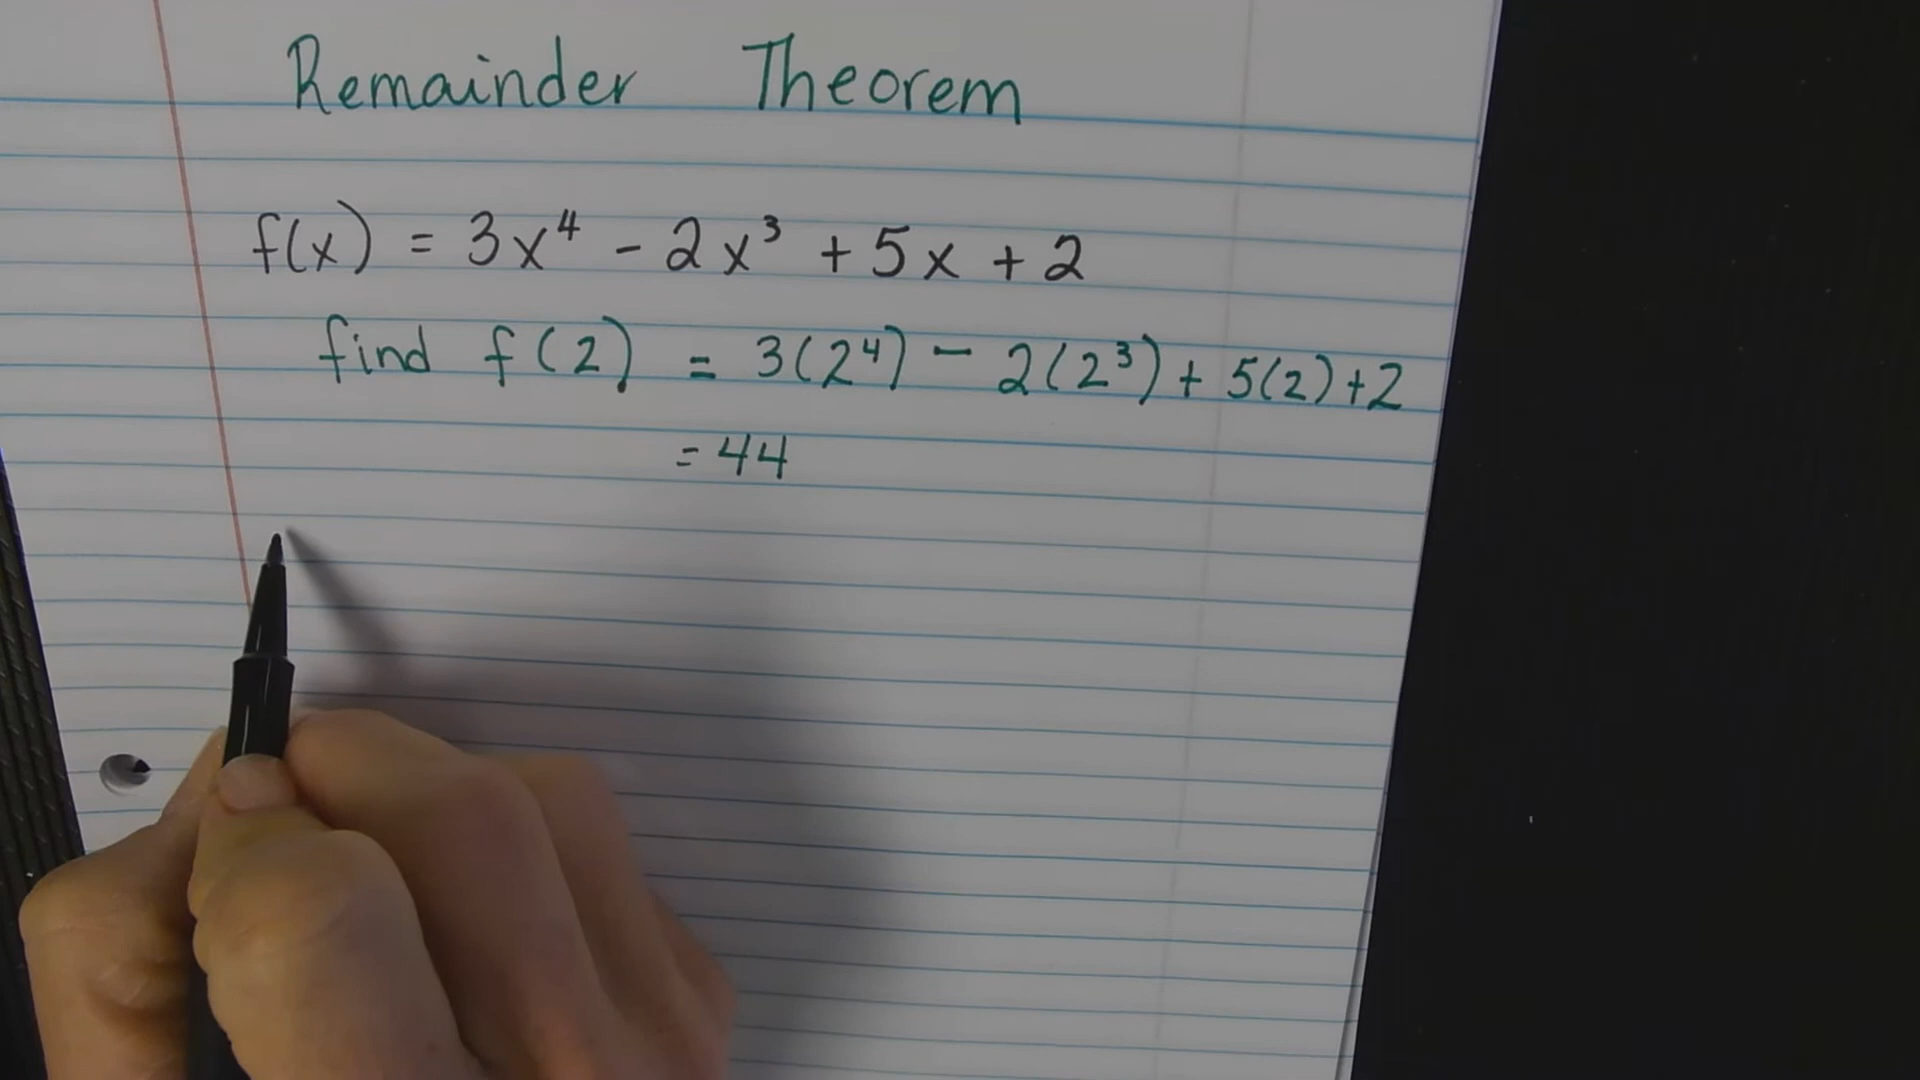 Remainder Theorem
f(x) = 3x⁴ - 2x³ + 5x + 2
find f(2) = 3(2⁴) - 2(2³) + 5(2) + 2
= 44